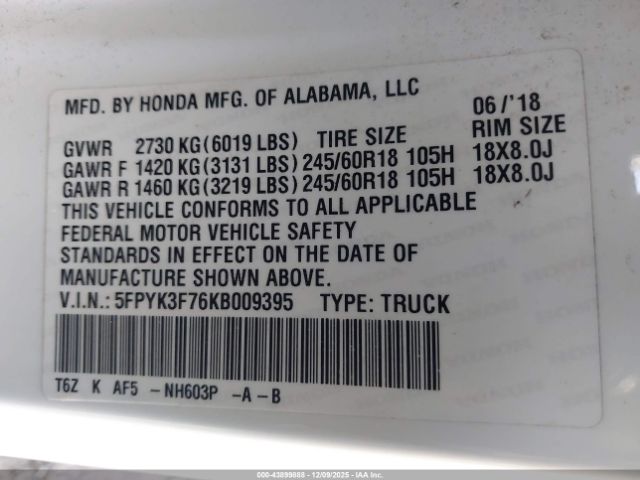 MFD. BY HONDA MFG. OF ALABAMA, LLC 06/'18
GVWR 2730 KG(6019 LBS) TIRE SIZE RIM SIZE
GAWR F 1420 KG(3131 LBS) 245/60R18 105H 18X8.0J
GAWR R 1460 KG(3219 LBS) 245/60R18 105H 18X8.0J
THIS VEHICLE CONFORMS TO ALL APPLICABLE
FEDERAL MOTOR VEHICLE SAFETY
STANDARDS IN EFFECT ON THE DATE OF
MANUFACTURE SHOWN ABOVE.
V.I.N.: 5FPYK3F76KB009395 TYPE: TRUCK
T6Z K AF5 -NH603P -A-B
000-43899888 - 12/09/2025 - IAA Inc.